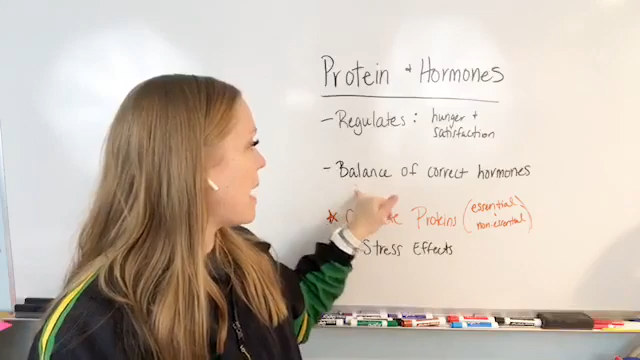 Protein + Hormones
- Regulates: hunger +
satisfaction
- Balance of correct hormones
* Proteins (essential +
non-essential)
Stress Effects